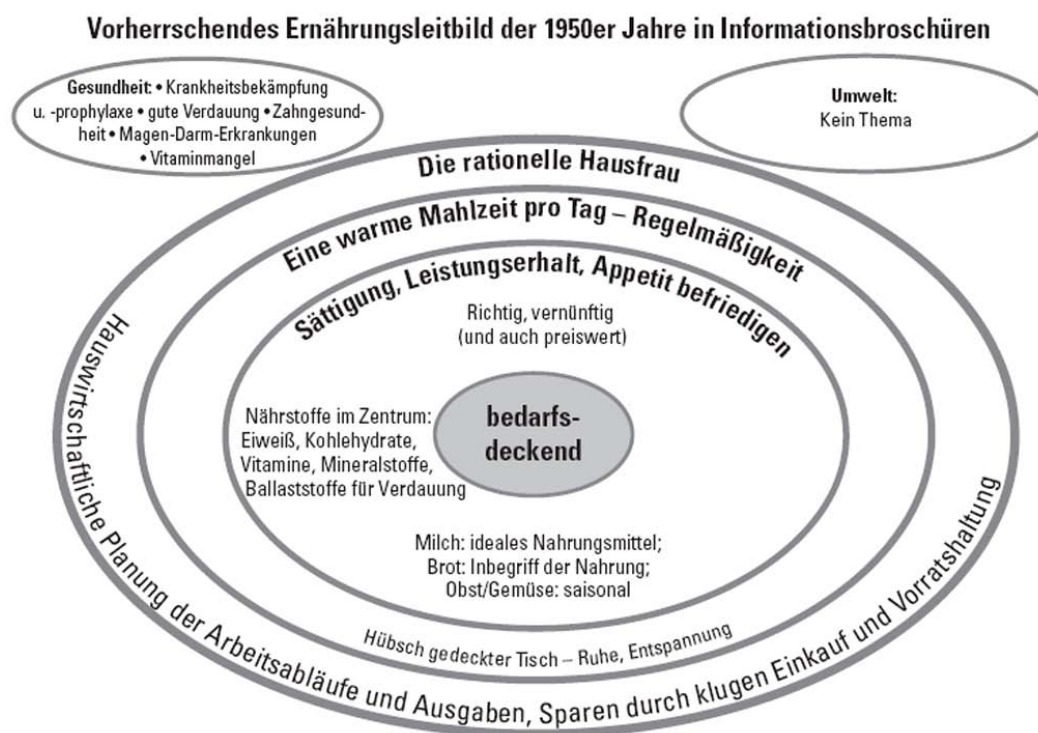 Vorherrschendes Ernährungsleitbild der 1950er Jahre in Informationsbroschüren
Gesundheit: • Krankheitsbekämpfung
u. -prophylaxe • gute Verdauung • Zahngesund-
heit • Magen-Darm-Erkrankungen
• Vitaminmangel
Umwelt:
Kein Thema
Die rationelle Hausfrau
Eine warme Mahlzeit pro Tag – Regelmäßigkeit
Sättigung, Leistungserhalt, Appetit befriedigen
Richtig, vernünftig
(und auch preiswert)
Nährstoffe im Zentrum:
Eiweiß, Kohlehydrate,
Vitamine, Mineralstoffe,
Ballaststoffe für Verdauung
bedarfs-
deckend
Milch: ideales Nahrungsmittel;
Brot: Inbegriff der Nahrung;
Obst/Gemüse: saisonal
Hübsch gedeckter Tisch – Ruhe, Entspannung
Hauswirtschaftliche Planung der Arbeitsabläufe und Ausgaben, Sparen durch klugen Einkauf und Vorratshaltung